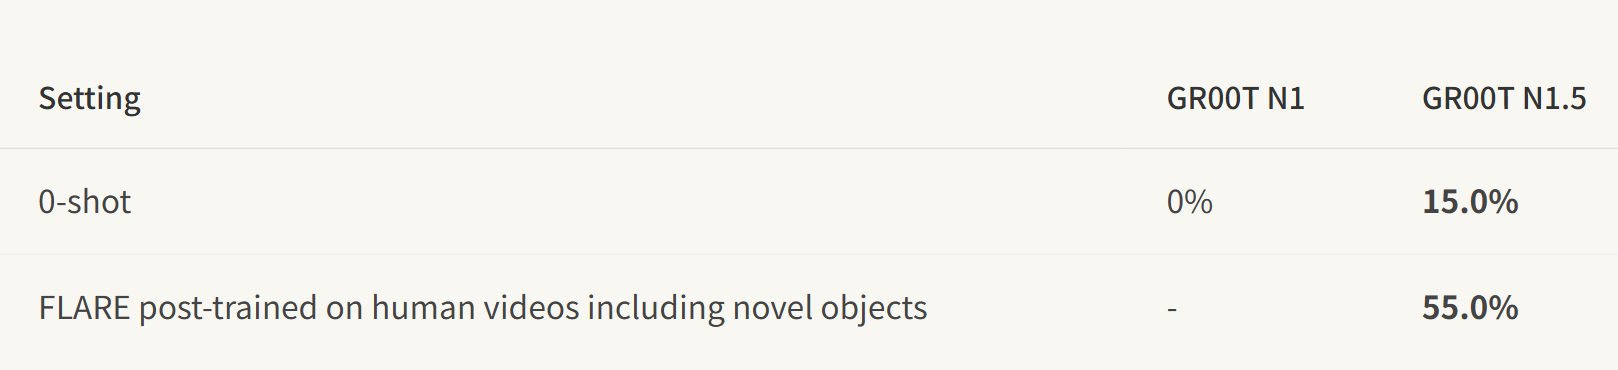 Setting GR00T N1 GR00T N1.5
0-shot 0% 15.0%
FLARE post-trained on human videos including novel objects - 55.0%